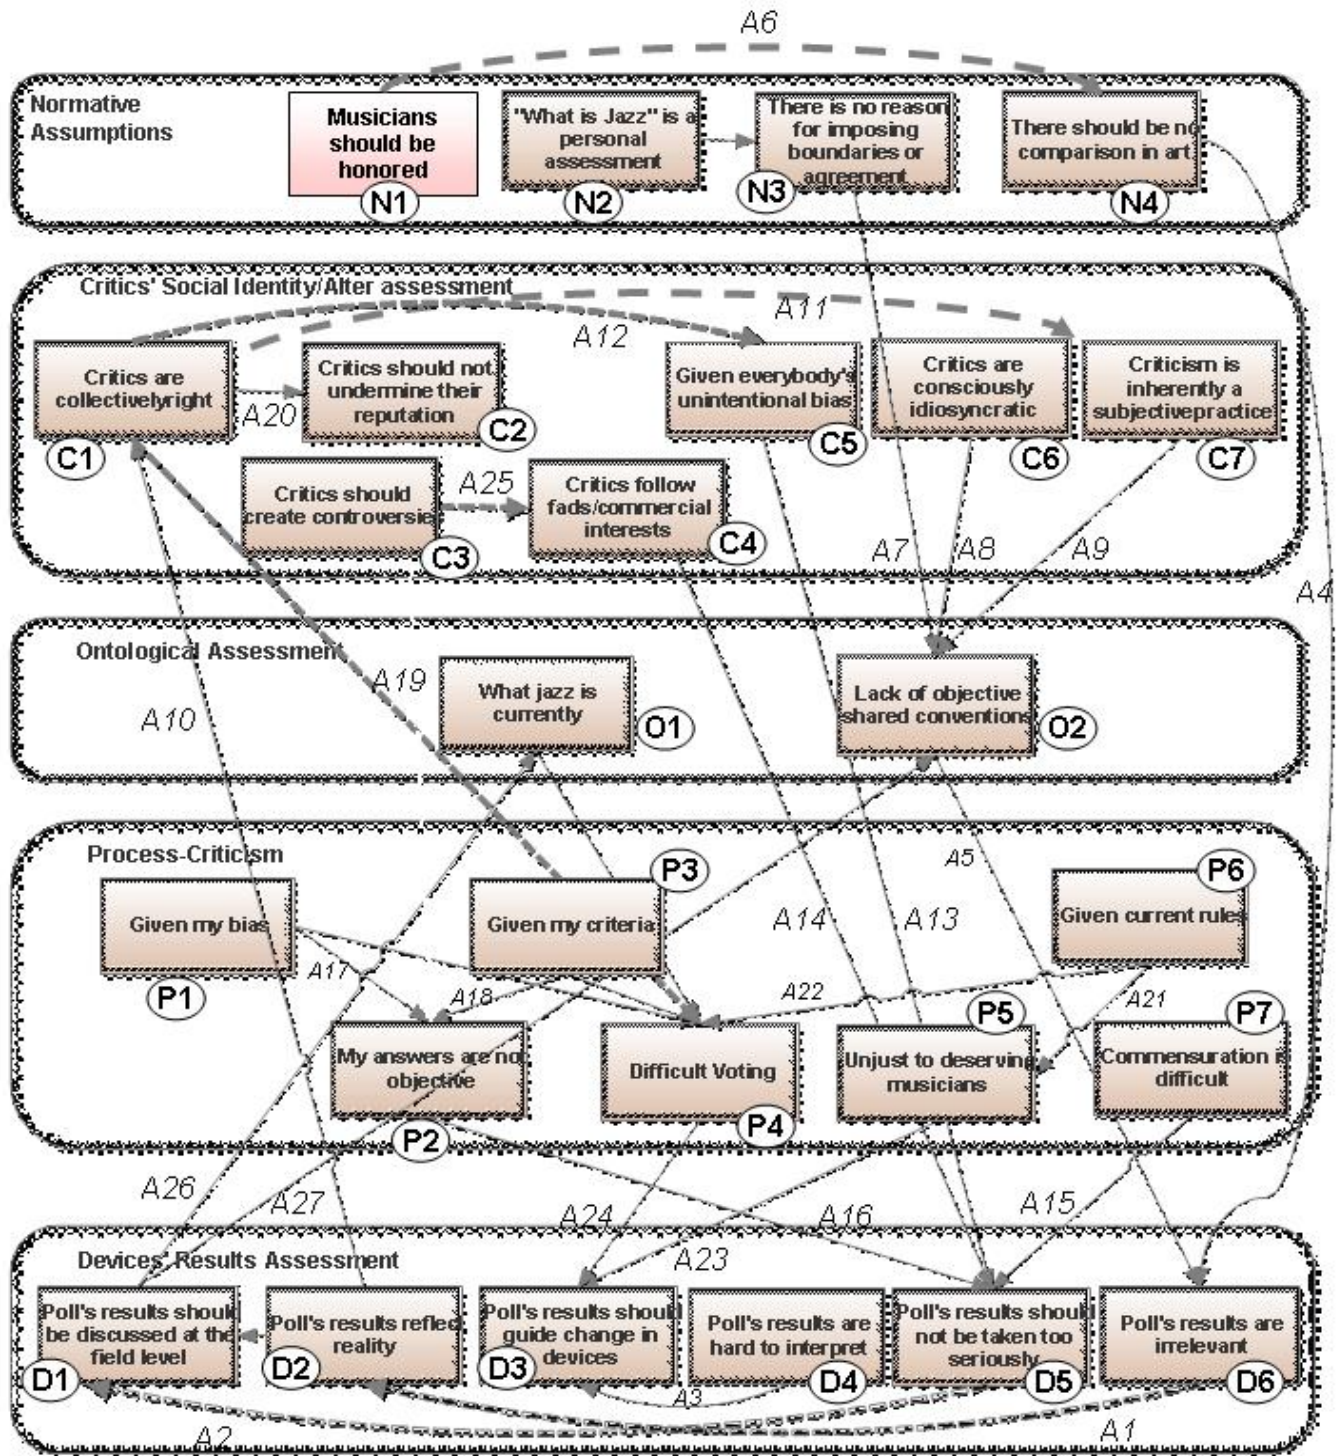 A6
Normative
Assumptions
Musicians
should be
honored
N1
"What is Jazz" is a
personal
assessment
N2
There is no reason
for imposing
boundaries or
agreement
N3
There should be no
comparison in art
N4
Critics' Social Identity/Alter assessment
A12
A11
Critics are
collectivelyright
C1
A20
Critics should not
undermine their
reputation
C2
Given everybody's
unintentional bias
C5
Critics are
consciously
idiosyncratic
C6
Criticism is
inherently a
subjectivepractice
C7
Critics should
create controversie
C3
A25
Critics follow
fads/commercial
interests
C4
A7
A8
A9
A4
Ontological Assessment
A19
A10
What jazz is
currently
O1
Lack of objective
shared conventions
O2
Process-Criticism
A5
Given my bias
P1
Given my criteria
P3
A14
A13
Given current rules
P6
A17
A18
A22
A21
My answers are not
objective
P2
Difficult Voting
P4
Unjust to deserving
musicians
P5
Commensuration i
difficult
P7
A26
A27
A24
A23
A16
A15
Devices' Results Assessment
Poll's results shoul
be discussed at the
field level
D1
Poll's results reflec
reality
D2
Poll's results should
guide change in
devices
D3
Poll's results are
hard to interpret
D4
Poll's results shoul
not be taken too
seriously
D5
Poll's results are
irrelevant
D6
A3
A2
A1